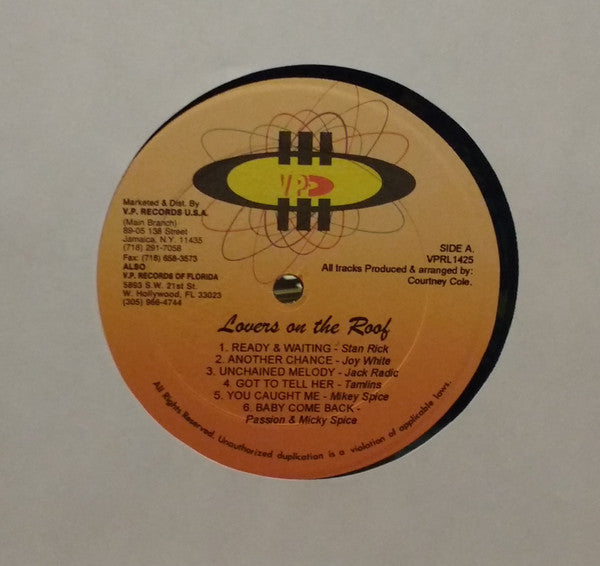 VP
Marketed & Dist. By
V.P. RECORDS U.S.A.
(Main Branch)
89-05 138 Street
Jamaica, N.Y. 11435
(718) 291-7058
Fax: (718) 658-3573
ALSO
V.P. RECORDS OF FLORIDA
5893 S.W. 21st St.
W. Hollywood, FL 33023
(305) 966-4744
SIDE A.
VPRL1425
All tracks Produced & arranged by:
Courtney Cole.
Lovers on the Roof
1. READY & WAITING - Stan Rick
2. ANOTHER CHANCE - Joy White
3. UNCHAINED MELODY - Jack Radic
4. GOT TO TELL HER - Tamlins
5. YOU CAUGHT ME - Mikey Spice
6. BABY COME BACK -
Passion & Micky Spice
All Rights Reserved. Unauthorized duplication is a violation of applicable laws.